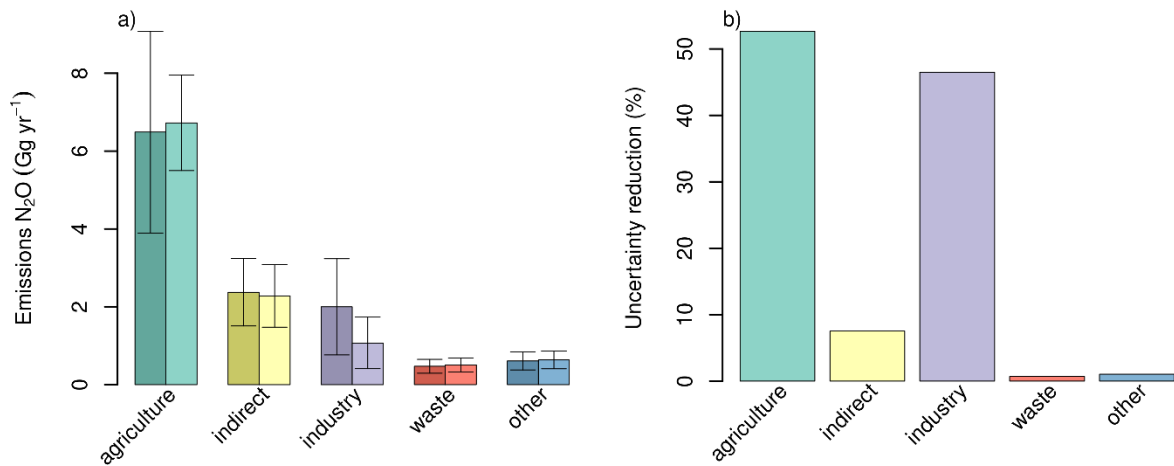 a)
Emissions N₂O (Gg yr⁻¹)
8
6
4
2
0
agriculture
indirect
industry
waste
other
b)
Uncertainty reduction (%)
50
40
30
20
10
0
agriculture
indirect
industry
waste
other